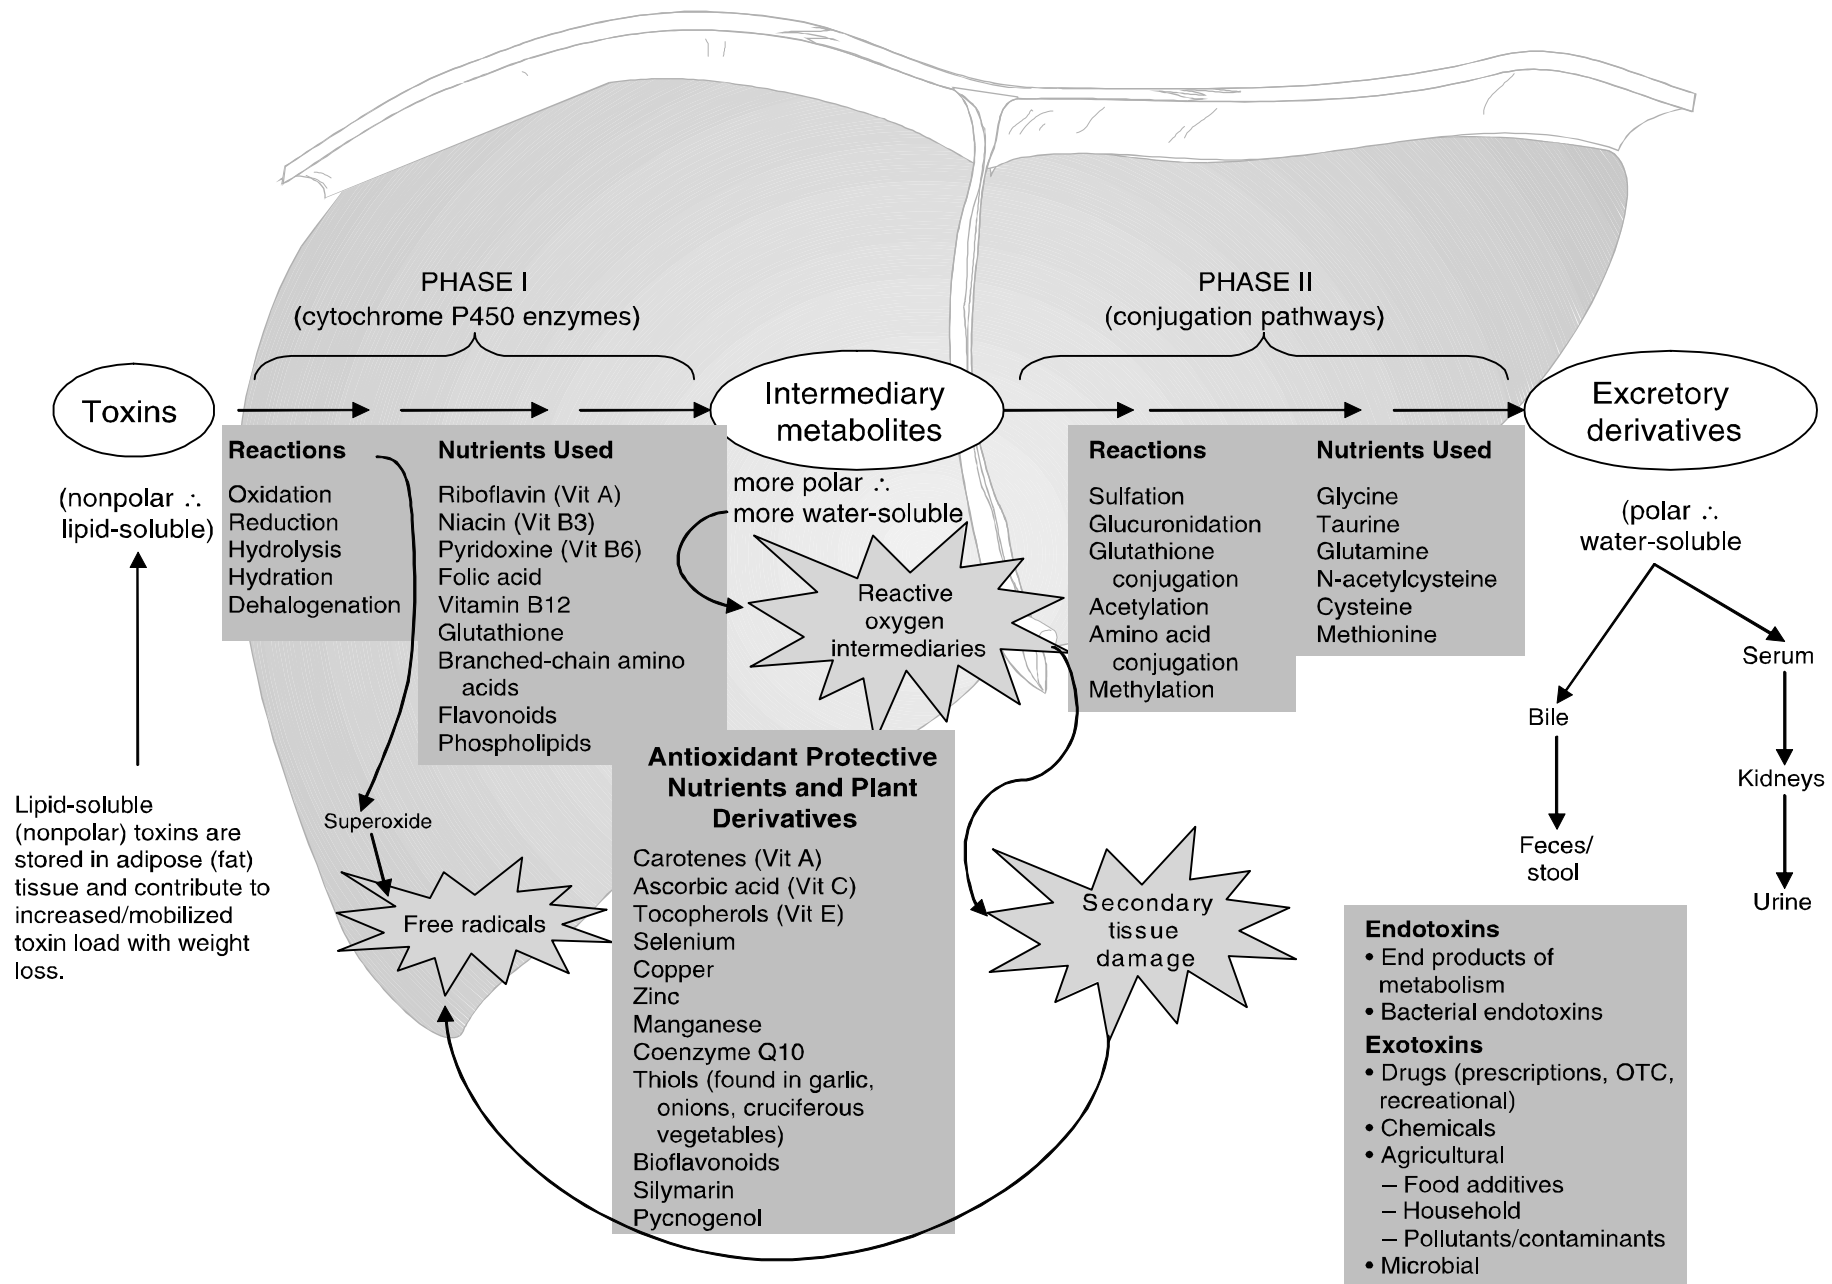 PHASE I
(cytochrome P450 enzymes)
PHASE II
(conjugation pathways)
Toxins
(nonpolar ∴
lipid-soluble)
Lipid-soluble
(nonpolar) toxins are
stored in adipose (fat)
tissue and contribute to
increased/mobilized
toxin load with weight
loss.
Reactions
Oxidation
Reduction
Hydrolysis
Hydration
Dehalogenation
Nutrients Used
Riboflavin (Vit A)
Niacin (Vit B3)
Pyridoxine (Vit B6)
Folic acid
Vitamin B12
Glutathione
Branched-chain amino
acids
Flavonoids
Phospholipids
Superoxide
Free radicals
Intermediary
metabolites
more polar ∴
more water-soluble
Reactive
oxygen
intermediaries
Antioxidant Protective
Nutrients and Plant
Derivatives
Carotenes (Vit A)
Ascorbic acid (Vit C)
Tocopherols (Vit E)
Selenium
Copper
Zinc
Manganese
Coenzyme Q10
Thiols (found in garlic,
onions, cruciferous
vegetables)
Bioflavonoids
Silymarin
Pycnogenol
Secondary
tissue
damage
Reactions
Sulfation
Glucuronidation
Glutathione
conjugation
Acetylation
Amino acid
conjugation
Methylation
Nutrients Used
Glycine
Taurine
Glutamine
N-acetylcysteine
Cysteine
Methionine
Excretory
derivatives
(polar ∴
water-soluble
Bile
Feces/
stool
Serum
Kidneys
Urine
Endotoxins
• End products of
metabolism
• Bacterial endotoxins
Exotoxins
• Drugs (prescriptions, OTC,
recreational)
• Chemicals
• Agricultural
– Food additives
– Household
– Pollutants/contaminants
• Microbial